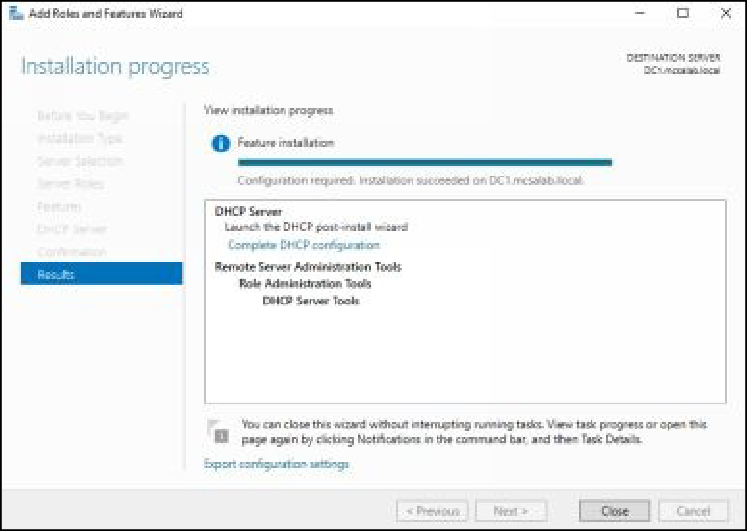 Add Roles and Features Wizard
Installation progress
DESTINATION SERVER
DC1.mcsalab.local
Before You Begin
Installation Type
Server Selection
Server Roles
Features
DHCP Server
Confirmation
Results
View installation progress
Feature installation
Configuration required. Installation succeeded on DC1.mcsalab.local.
DHCP Server
Launch the DHCP post-install wizard
Complete DHCP configuration
Remote Server Administration Tools
Role Administration Tools
DHCP Server Tools
You can close this wizard without interrupting running tasks. View task progress or open this
page again by clicking Notifications in the command bar, and then Task Details.
Export configuration settings
< Previous
Next >
Close
Cancel